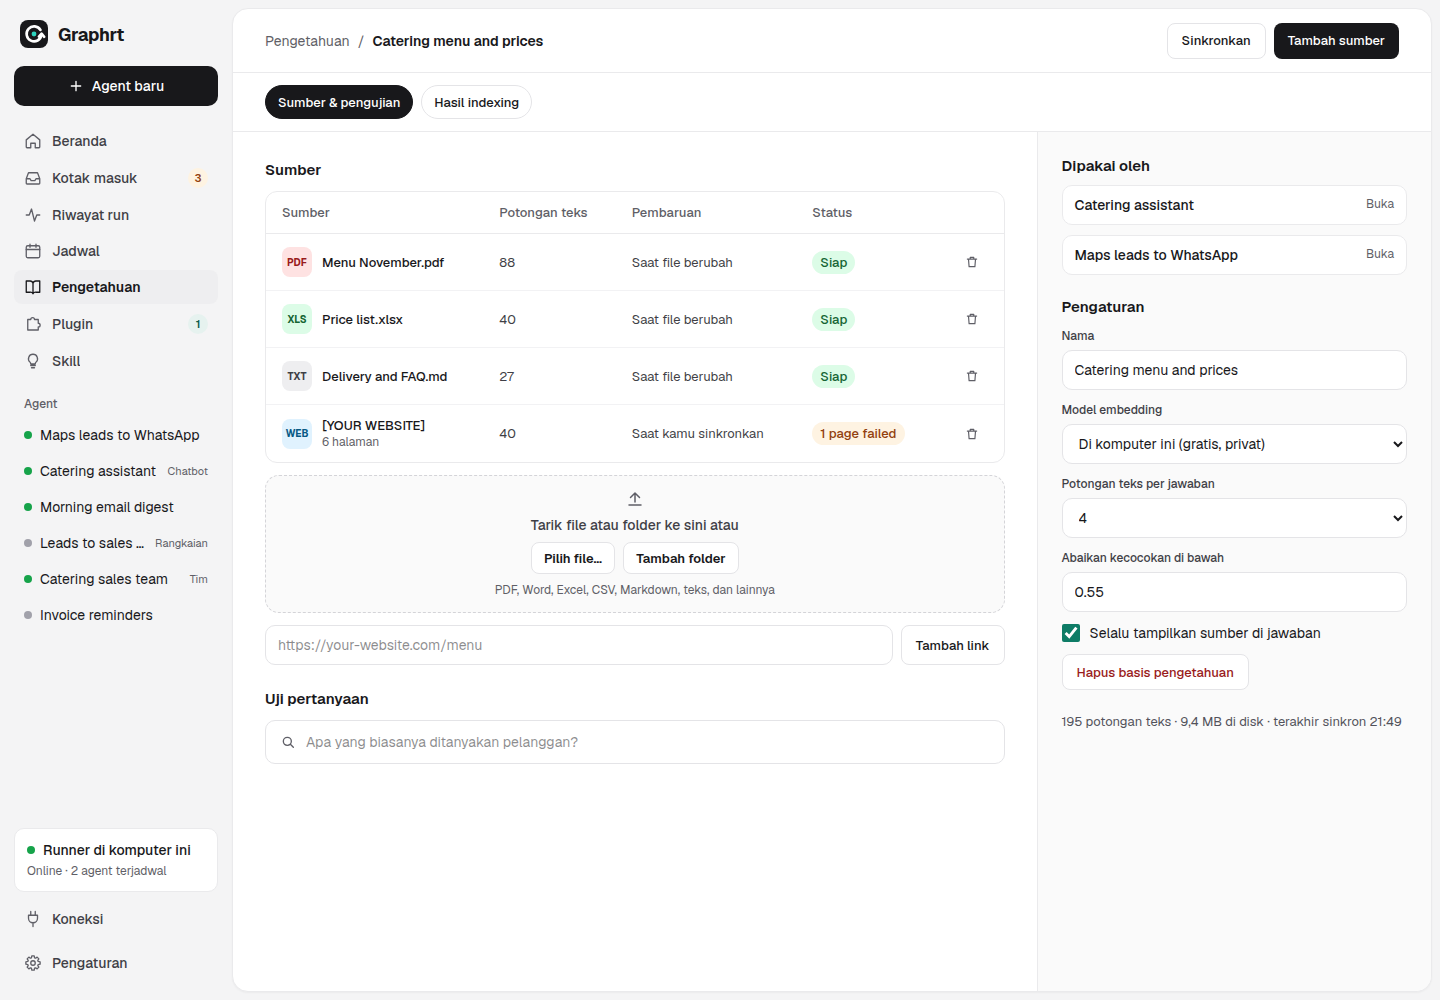 Graphrt
Agent baru
Beranda
Kotak masuk 3
Riwayat run
Jadwal
Pengetahuan
Plugin 1
Skill
Agent
Maps leads to WhatsApp
Catering assistant Chatbot
Morning email digest
Leads to sales ... Rangkaian
Catering sales team Tim
Invoice reminders
Runner di komputer ini
Online · 2 agent terjadwal
Koneksi
Pengaturan
Pengetahuan / Catering menu and prices
Sinkronkan
Tambah sumber
Sumber & pengujian
Hasil indexing
Sumber
Sumber Potongan teks Pembaruan Status
PDF Menu November.pdf 88 Saat file berubah Siap
XLS Price list.xlsx 40 Saat file berubah Siap
TXT Delivery and FAQ.md 27 Saat file berubah Siap
WEB [YOUR WEBSITE] 40 Saat kamu sinkronkan 1 page failed
6 halaman
Tarik file atau folder ke sini atau
Pilih file... Tambah folder
PDF, Word, Excel, CSV, Markdown, teks, dan lainnya
https://your-website.com/menu Tambah link
Uji pertanyaan
Apa yang biasanya ditanyakan pelanggan?
Dipakai oleh
Catering assistant Buka
Maps leads to WhatsApp Buka
Pengaturan
Nama
Catering menu and prices
Model embedding
Di komputer ini (gratis, privat)
Potongan teks per jawaban
4
Abaikan kecocokan di bawah
0.55
Selalu tampilkan sumber di jawaban
Hapus basis pengetahuan
195 potongan teks · 9,4 MB di disk · terakhir sinkron 21:49